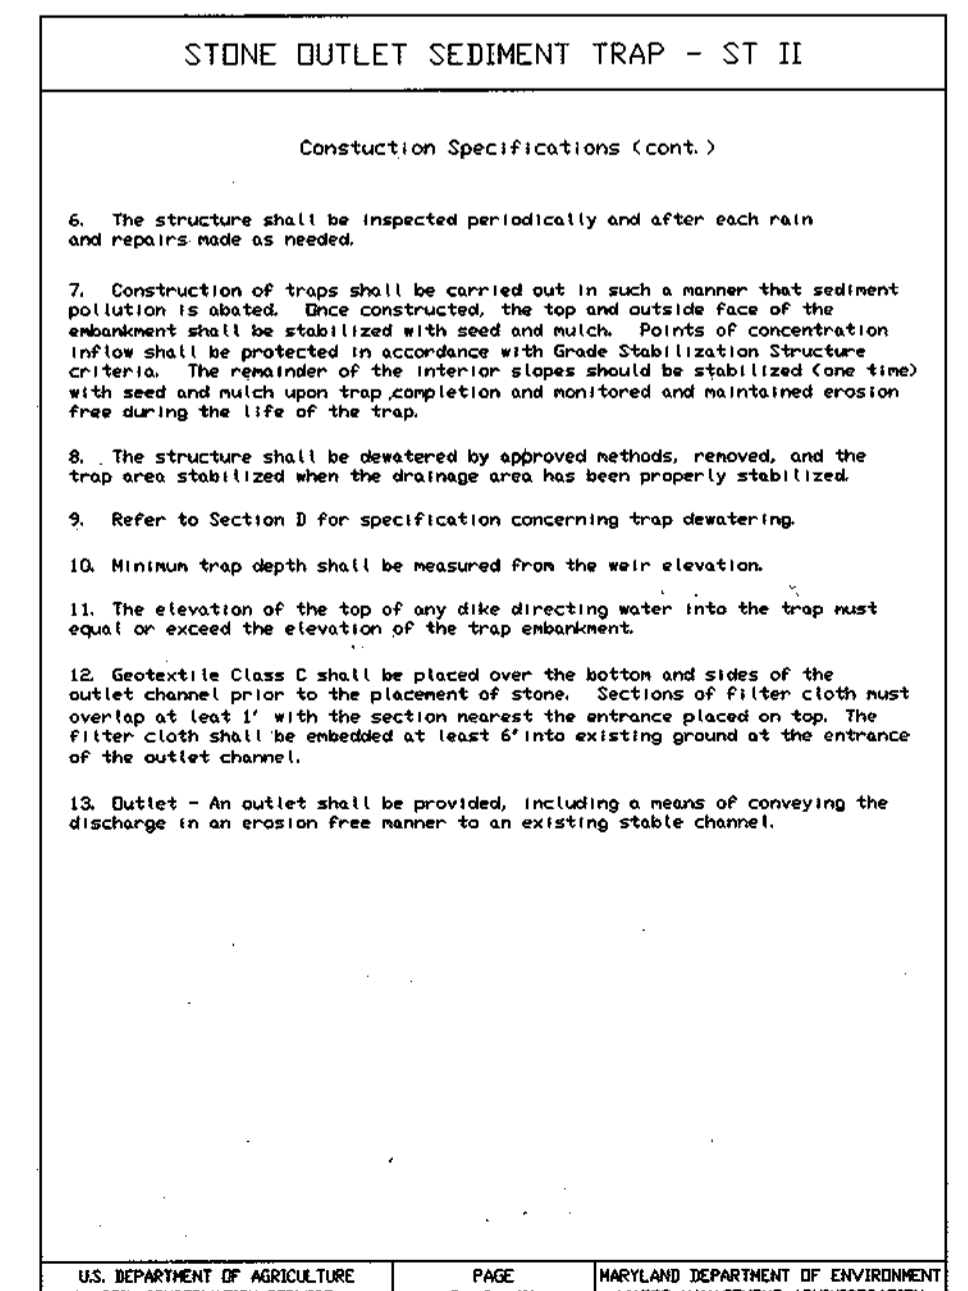 STONE OUTLET SEDIMENT TRAP - ST II
Constuction Specifications (cont.)
6. The structure shall be inspected periodically and after each rain
and repairs made as needed.
7. Construction of traps shall be carried out in such a manner that sediment
pollution is abated. Once constructed, the top and outside face of the
embankment shall be stabilized with seed and mulch. Points of concentration
inflow shall be protected in accordance with Grade Stabilization Structure
criteria. The remainder of the interior slopes should be stabilized (one time)
with seed and mulch upon trap completion and monitored and maintained erosion
free during the life of the trap.
8. The structure shall be dewatered by approved methods, removed, and the
trap area stabilized when the drainage area has been properly stabilized.
9. Refer to Section D for specification concerning trap dewatering.
10. Minimum trap depth shall be measured from the weir elevation.
11. The elevation of the top of any dike directing water into the trap must
equal or exceed the elevation of the trap embankment.
12. Geotextile Class C shall be placed over the bottom and sides of the
outlet channel prior to the placement of stone. Sections of filter cloth must
overlap at leat 1' with the section nearest the entrance placed on top. The
filter cloth shall be embedded at least 6' into existing ground at the entrance
of the outlet channel.
13. Outlet - An outlet shall be provided, including a means of conveying the
discharge in an erosion free manner to an existing stable channel.
U.S. DEPARTMENT OF AGRICULTURE
PAGE
MARYLAND DEPARTMENT OF ENVIRONMENT